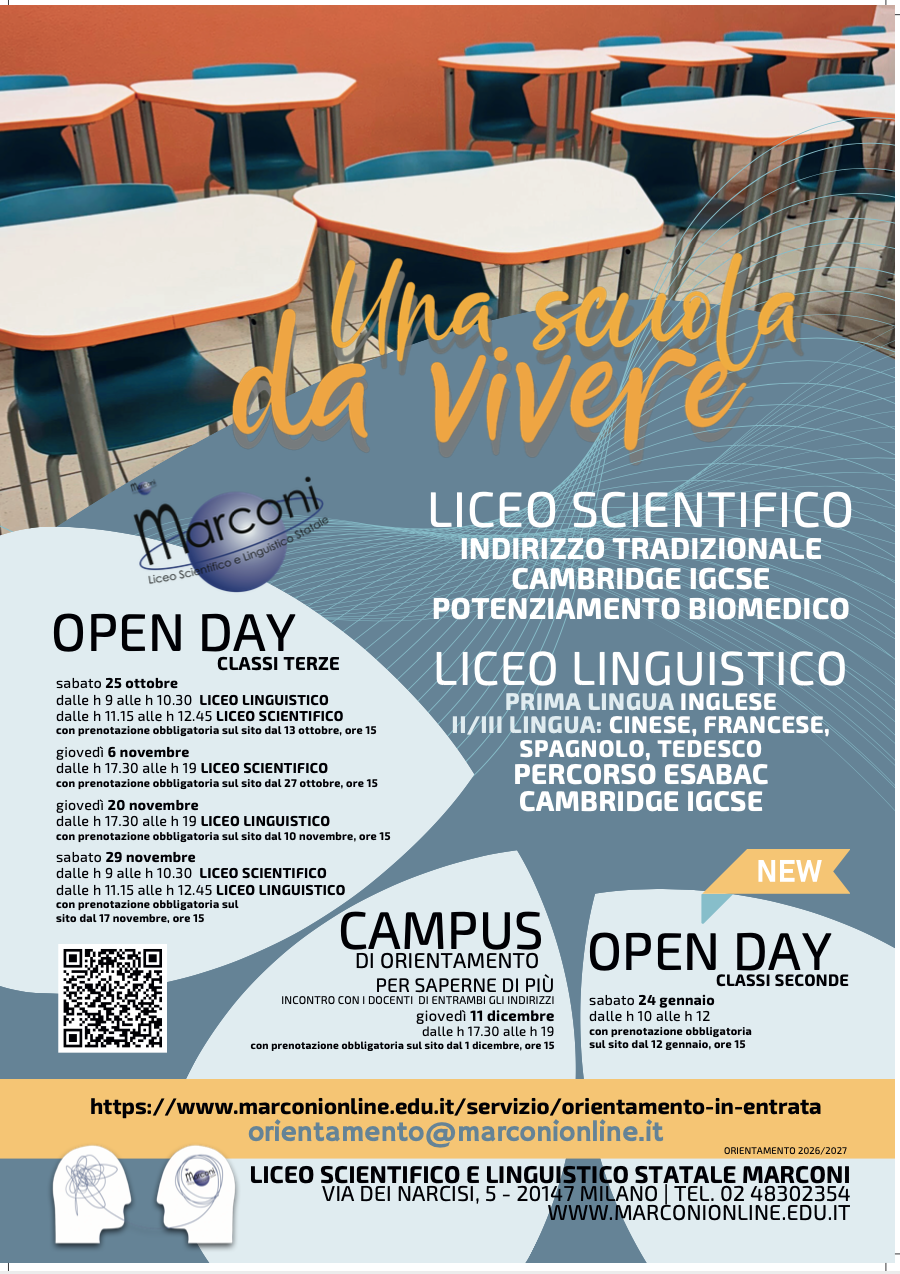 Una scuola
da vivere
Marconi
Marconi
Liceo Scientifico e Linguistico Statale
LICEO SCIENTIFICO
INDIRIZZO TRADIZIONALE
CAMBRIDGE IGCSE
POTENZIAMENTO BIOMEDICO
LICEO LINGUISTICO
PRIMA LINGUA INGLESE
II/III LINGUA: CINESE, FRANCESE,
SPAGNOLO, TEDESCO
PERCORSO ESABAC
CAMBRIDGE IGCSE
OPEN DAY
CLASSI TERZE
sabato 25 ottobre
dalle h 9 alle h 10.30 LICEO LINGUISTICO
dalle h 11.15 alle h 12.45 LICEO SCIENTIFICO
con prenotazione obbligatoria sul sito dal 13 ottobre, ore 15
giovedì 6 novembre
dalle h 17.30 alle h 19 LICEO SCIENTIFICO
con prenotazione obbligatoria sul sito dal 27 ottobre, ore 15
giovedì 20 novembre
dalle h 17.30 alle h 19 LICEO LINGUISTICO
con prenotazione obbligatoria sul sito dal 10 novembre, ore 15
sabato 29 novembre
dalle h 9 alle h 10.30 LICEO SCIENTIFICO
dalle h 11.15 alle h 12.45 LICEO LINGUISTICO
con prenotazione obbligatoria sul
sito dal 17 novembre, ore 15
CAMPUS
DI ORIENTAMENTO
PER SAPERNE DI PIÙ
INCONTRO CON I DOCENTI DI ENTRAMBI GLI INDIRIZZI
giovedì 11 dicembre
dalle h 17.30 alle h 19
con prenotazione obbligatoria sul sito dal 1 dicembre, ore 15
NEW
OPEN DAY
CLASSI SECONDE
sabato 24 gennaio
dalle h 10 alle h 12
con prenotazione obbligatoria
sul sito dal 12 gennaio, ore 15
https://www.marconionline.edu.it/servizio/orientamento-in-entrata
orientamento@marconionline.it
ORIENTAMENTO 2026/2027
Marconi
LICEO SCIENTIFICO E LINGUISTICO STATALE MARCONI
VIA DEI NARCISI, 5 - 20147 MILANO | TEL. 02 48302354
WWW.MARCONIONLINE.EDU.IT